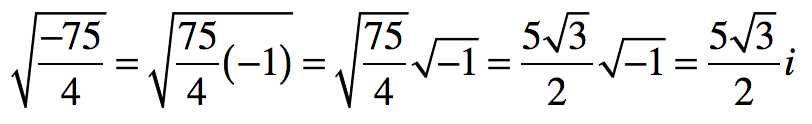 √(−75/4) = √(75/4 (−1)) = √(75/4) √−1 = 5√3/2 √−1 = 5√3/2 i